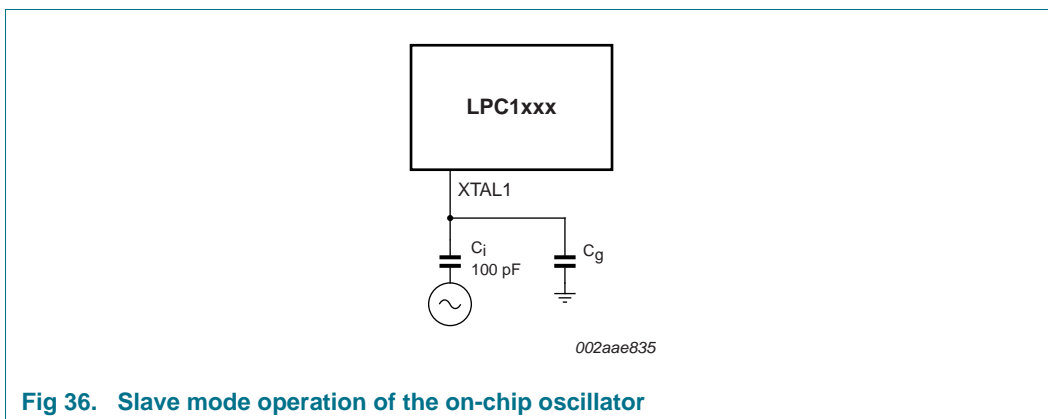 LPC1xxx
XTAL1
Ci
100 pF
Cg
002aae835
Fig 36. Slave mode operation of the on-chip oscillator